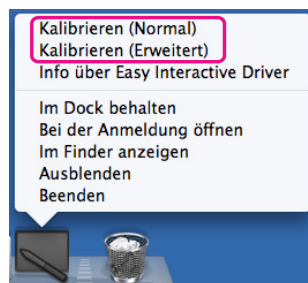 Kalibrieren (Normal)
Kalibrieren (Erweitert)
Info über Easy Interactive Driver
Im Dock behalten
Bei der Anmeldung öffnen
Im Finder anzeigen
Ausblenden
Beenden